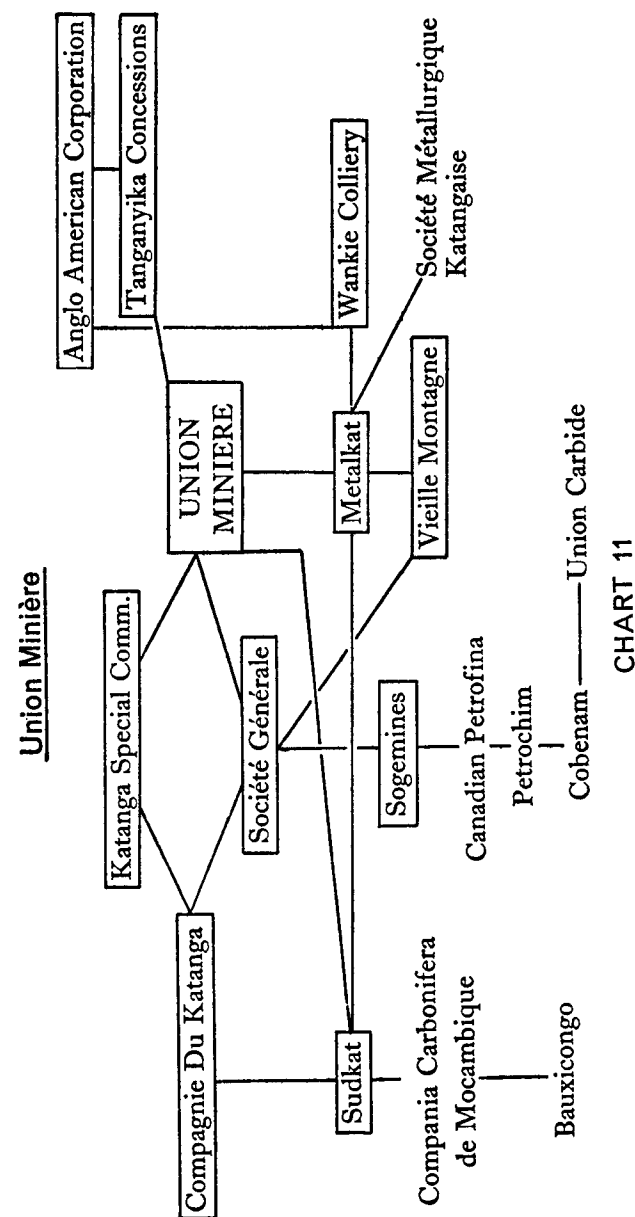 Union Minière
Anglo American Corporation
Tanganyika Concessions
Katanga Special Comm.
UNION
MINIERE
Compagnie Du Katanga
Société Générale
Wankie Colliery
Sudkat
Metalkat
Sogemines
Vieille Montagne
Société Métallurgique
Katangaise
Compania Carbonifera
de Mocambique
Canadian Petrofina
Petrochim
Bauxicongo
Cobenam
Union Carbide
CHART 11